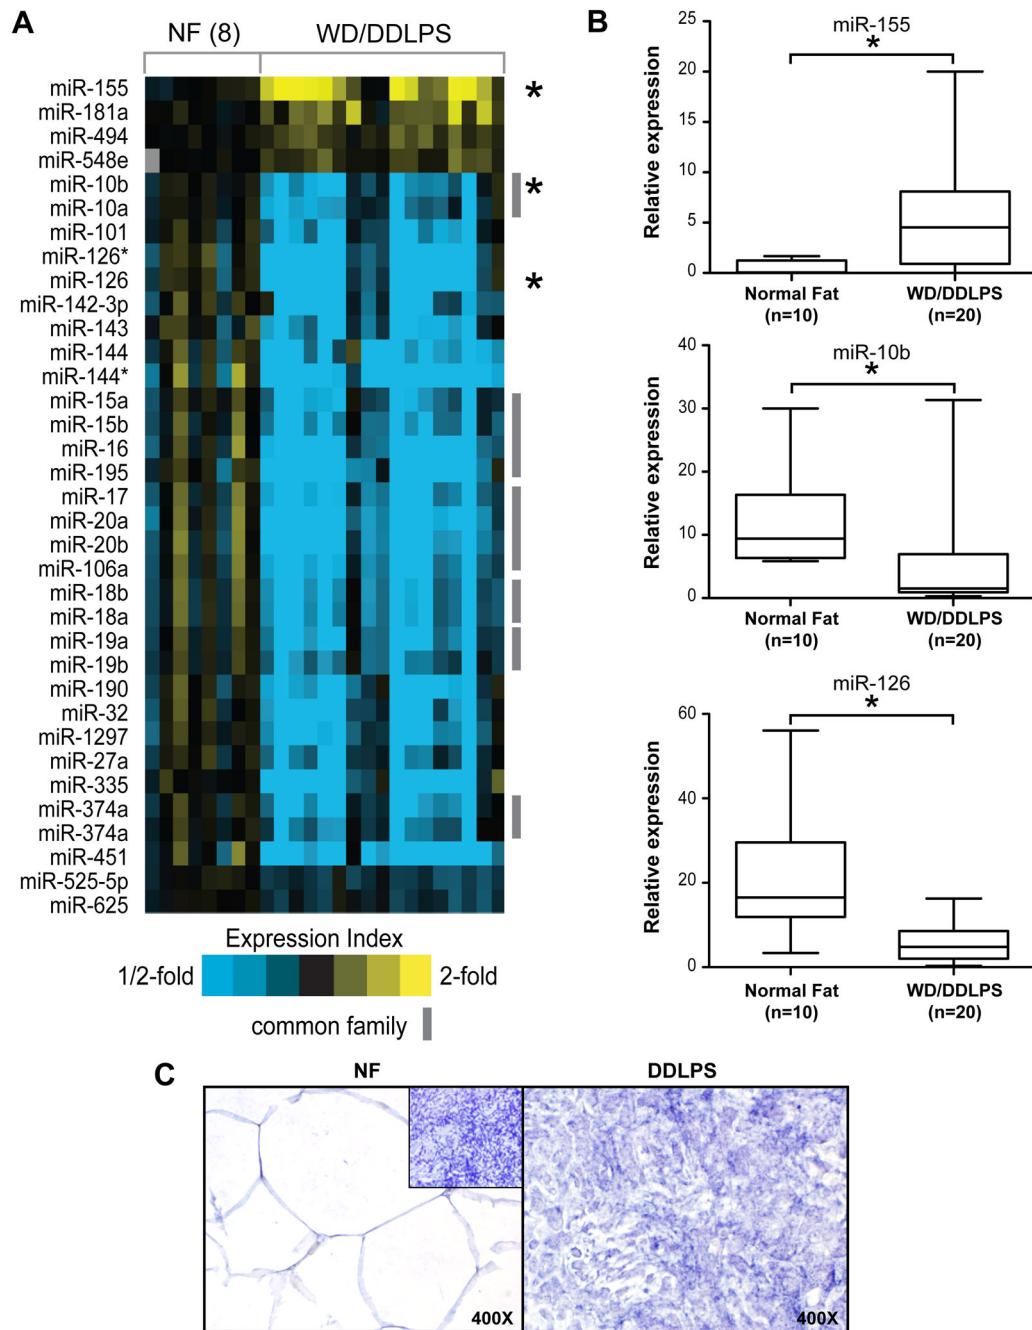 A
NF (8)
WD/DDLPS
miR-155
*
miR-181a
miR-494
miR-548e
miR-10b
*
miR-10a
miR-101
miR-126*
miR-126
*
miR-142-3p
miR-143
miR-144
miR-144*
miR-15a
miR-15b
miR-16
miR-195
miR-17
miR-20a
miR-20b
miR-106a
miR-18b
miR-18a
miR-19a
miR-19b
miR-190
miR-32
miR-1297
miR-27a
miR-335
miR-374a
miR-374a
miR-451
miR-525-5p
miR-625
Expression Index
1/2-fold
2-fold
common family
B
miR-155
*
Relative expression
25
20
15
10
5
0
Normal Fat
(n=10)
WD/DDLPS
(n=20)
miR-10b
*
Relative expression
40
30
20
10
0
Normal Fat
(n=10)
WD/DDLPS
(n=20)
miR-126
*
Relative expression
60
40
20
0
Normal Fat
(n=10)
WD/DDLPS
(n=20)
C
NF
DDLPS
400X
400X